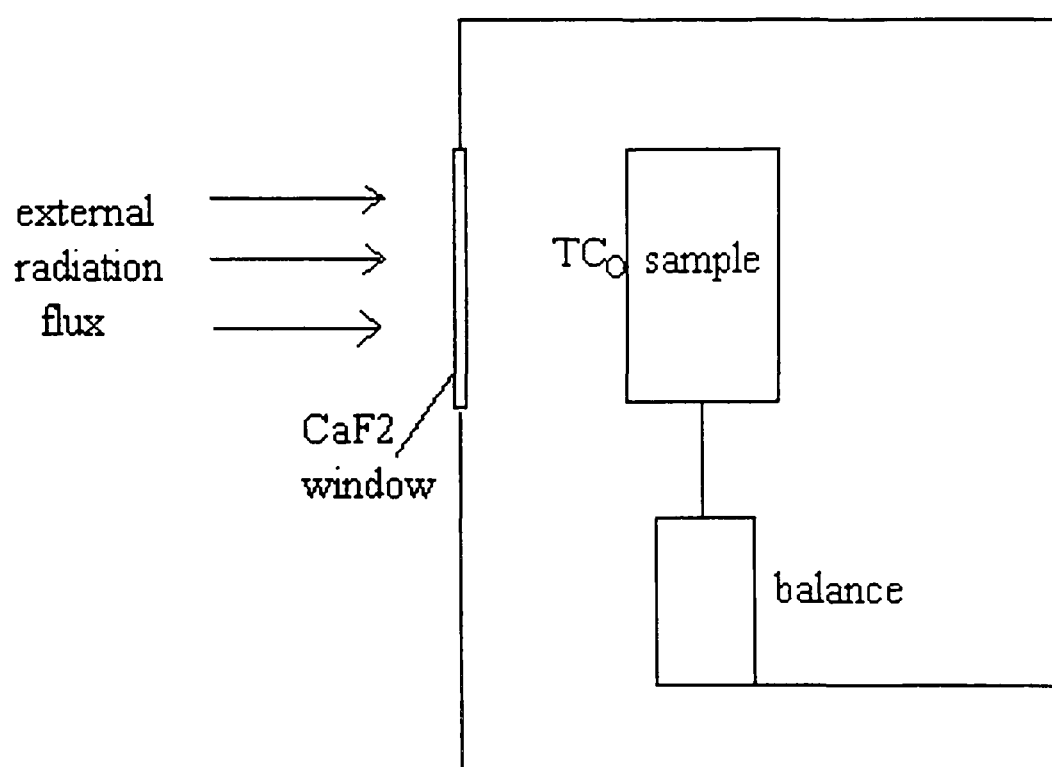 external
radiation
flux
CaF2
window
TC
sample
balance